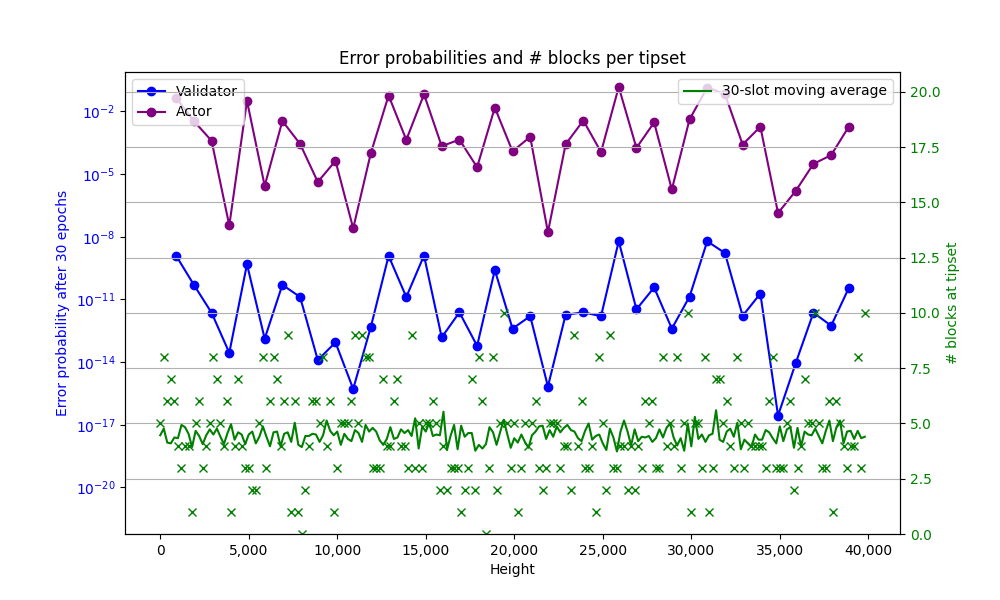 Error probabilities and # blocks per tipset
Validator
Actor
30-slot moving average
Error probability after 30 epochs
10⁻²
10⁻⁵
10⁻⁸
10⁻¹¹
10⁻¹⁴
10⁻¹⁷
10⁻²⁰
# blocks at tipset
20.0
17.5
15.0
12.5
10.0
7.5
5.0
2.5
0.0
0 5,000 10,000 15,000 20,000 25,000 30,000 35,000 40,000
Height